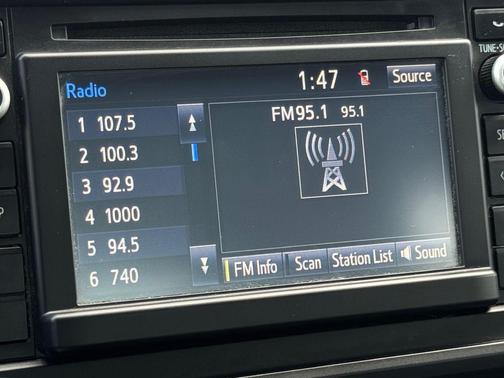 Radio
1:47
Source
1 107.5
2 100.3
3 92.9
4 1000
5 94.5
6 740
FM95.1 95.1
FM Info
Scan
Station List
Sound
TUNE•S